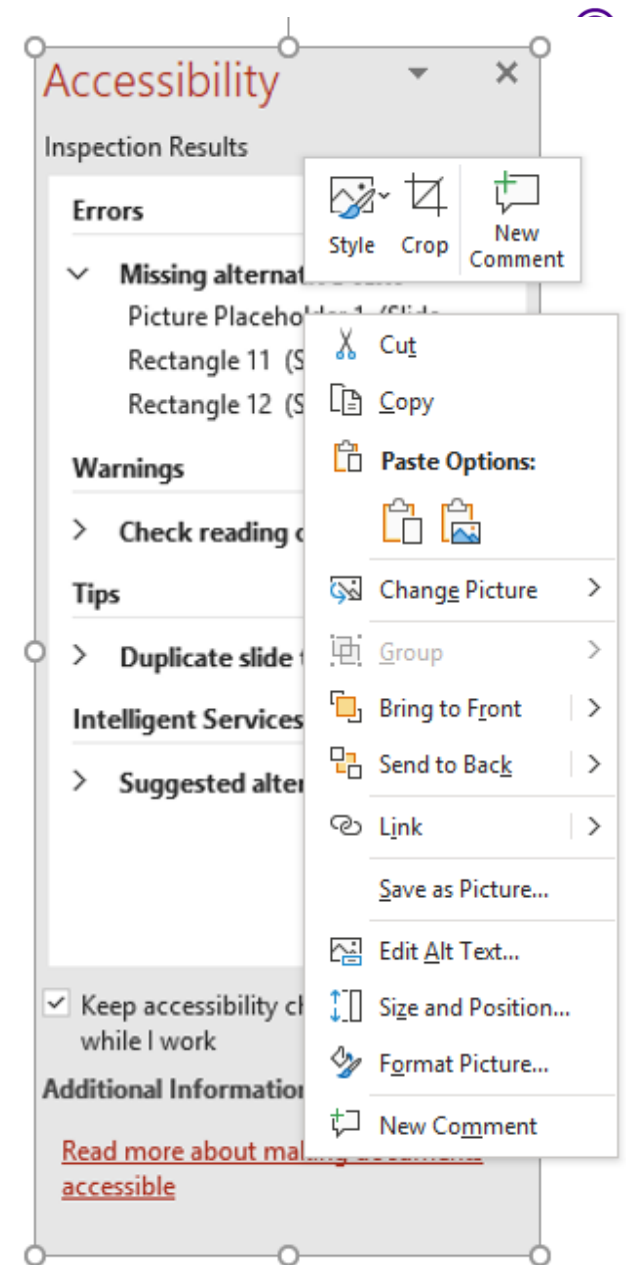 Accessibility
Inspection Results
Errors
Missing alternat
Picture Placeho
Rectangle 11 (S
Rectangle 12 (S
Warnings
Check reading o
Tips
Duplicate slide
Intelligent Services
Suggested alter
Keep accessibility ch
while I work
Additional Information
Read more about making documents
accessible
Style
Crop
New
Comment
Cut
Copy
Paste Options:
Change Picture
Group
Bring to Front
Send to Back
Link
Save as Picture...
Edit Alt Text...
Size and Position...
Format Picture...
New Comment